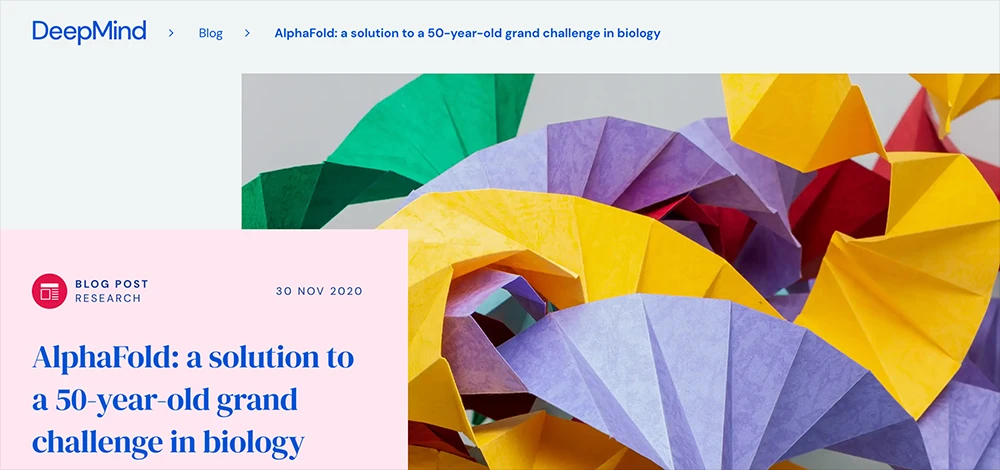 DeepMind > Blog > AlphaFold: a solution to a 50-year-old grand challenge in biology
BLOG POST
RESEARCH
30 NOV 2020
AlphaFold: a solution to
a 50-year-old grand
challenge in biology